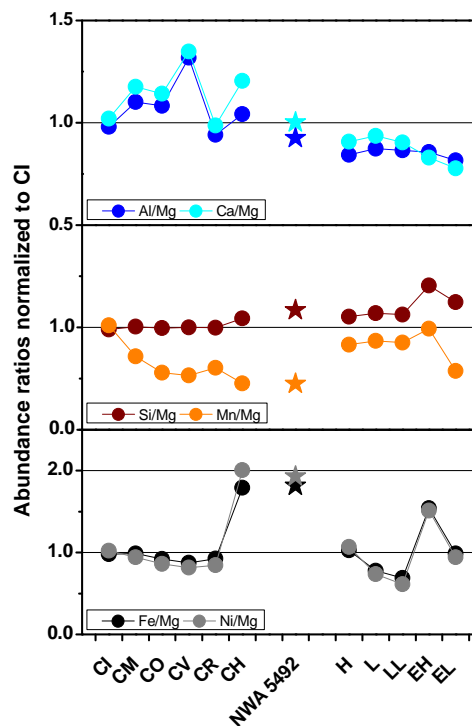 Abundance ratios normalized to CI
1.5
1.0
0.5
Al/Mg Ca/Mg
1.0
0.0
Si/Mg Mn/Mg
2.0
1.0
0.0
Fe/Mg Ni/Mg
CI CM CO CV CR CH NWA 5492 H L LL EH EL